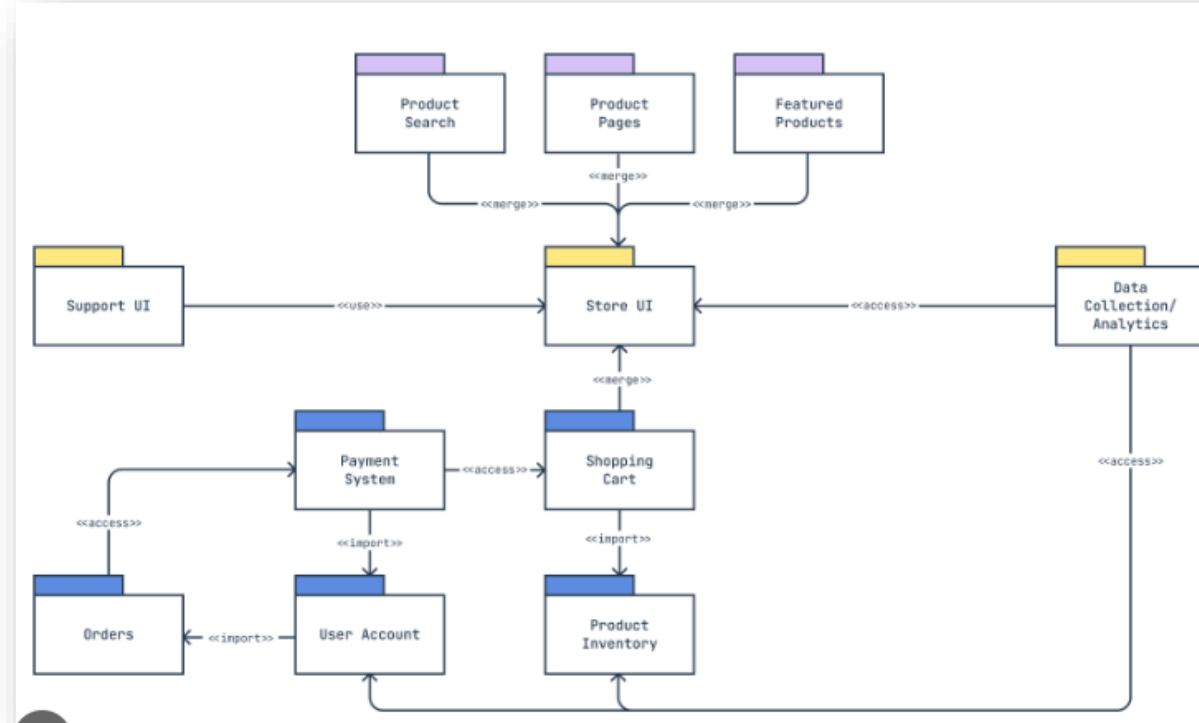 Product
Search
Product
Pages
Featured
Products
<<merge>>
<<merge>>
<<merge>>
Support UI
<<use>>
Store UI
<<access>>
Data
Collection/
Analytics
<<merge>>
Payment
System
<<access>>
Shopping
Cart
<<access>>
<<access>>
<<import>>
<<import>>
Orders
<<import>>
User Account
Product
Inventory